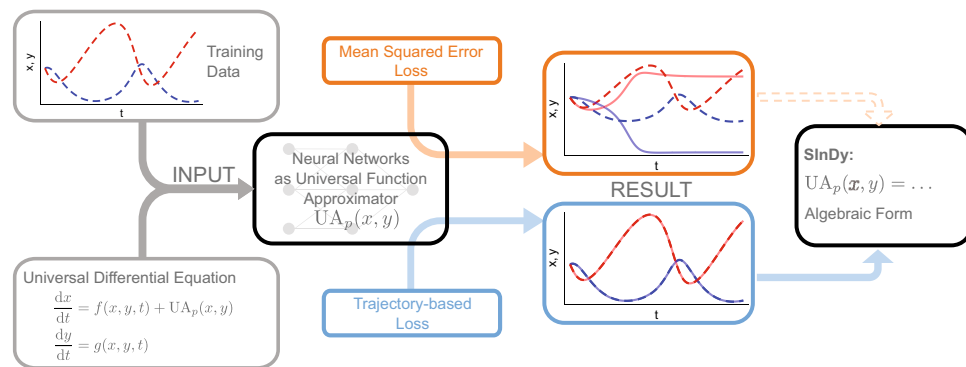 Training
Data
x, y
t
INPUT
Universal Differential Equation
dx/dt = f(x, y, t) + UA_p(x, y)
dy/dt = g(x, y, t)
Neural Networks
as Universal Function
Approximator
UA_p(x, y)
Mean Squared Error
Loss
Trajectory-based
Loss
x, y
t
RESULT
x, y
t
SInDy:
UA_p(x, y) = ...
Algebraic Form